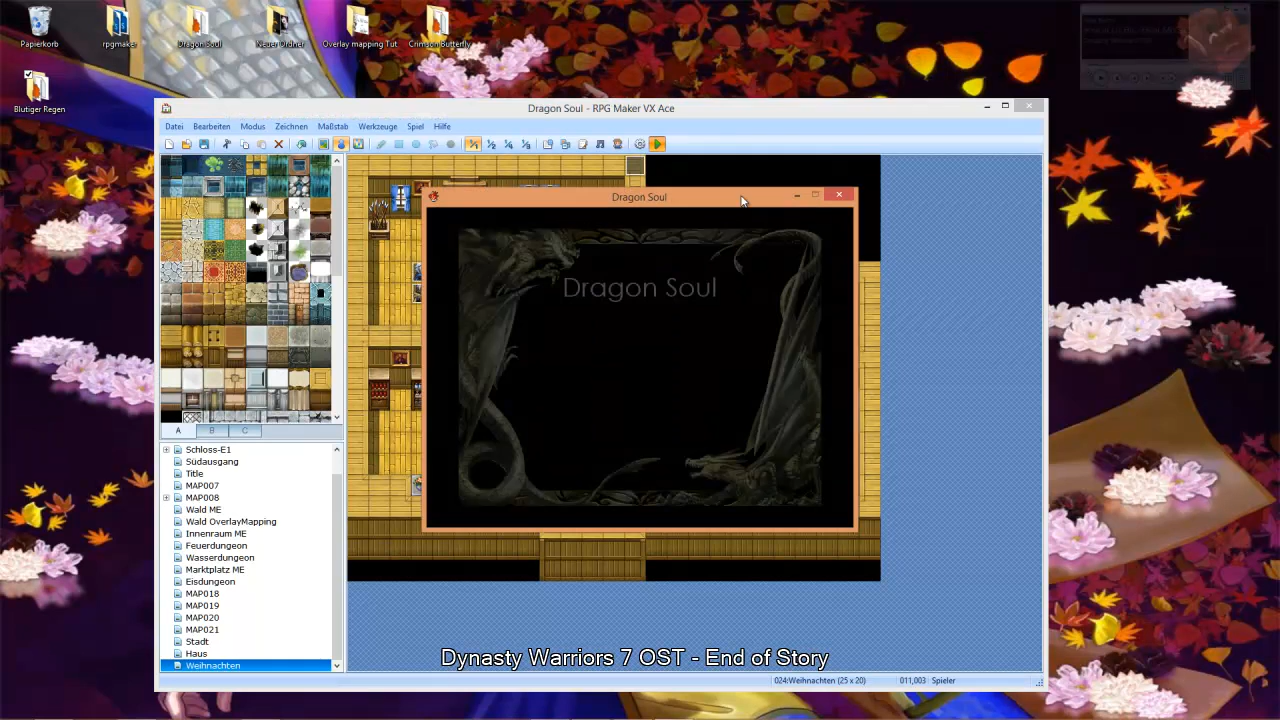 Papierkorb
rpgmaker
Dragon Soul
Neuer Ordner
Overlay mapping Tut
Crimson Butterfly
Blutiger Regen
Dragon Soul - RPG Maker VX Ace
Datei Bearbeiten Modus Zeichnen Maßstab Werkzeuge Spiel Hilfe
A B C
Schloss-E1
Südausgang
Title
MAP007
MAP008
Wald ME
Wald OverlayMapping
Innenraum ME
Feuerdungeon
Wasserdungeon
Marktplatz ME
Eisdungeon
MAP018
MAP019
MAP020
MAP021
Stadt
Haus
Weihnachten
Dragon Soul
Dragon Soul
Dynasty Warriors 7 OST - End of Story
024:Weihnachten (25 x 20) 011,003 Spieler